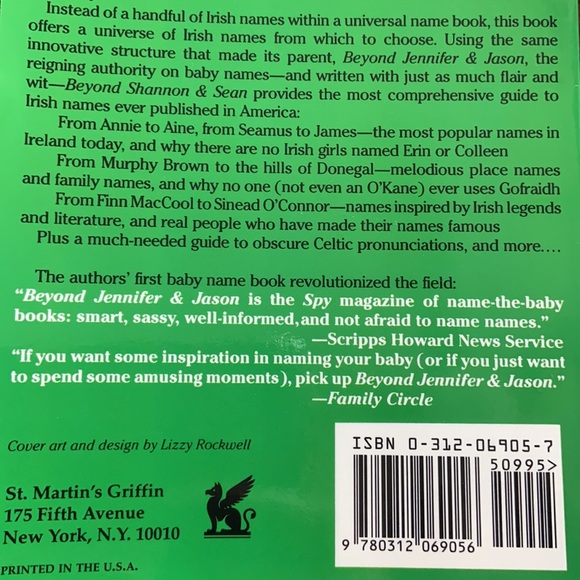 Instead of a handful of Irish names within a universal name book, this book
offers a universe of Irish names from which to choose. Using the same
innovative structure that made its parent, Beyond Jennifer & Jason, the
reigning authority on baby names—and written with just as much flair and
wit—Beyond Shannon & Sean provides the most comprehensive guide to
Irish names ever published in America:
From Annie to Aine, from Seamus to James—the most popular names in
Ireland today, and why there are no Irish girls named Erin or Colleen
From Murphy Brown to the hills of Donegal—melodious place names
and family names, and why no one (not even an O'Kane) ever uses Gofraidh
From Finn MacCool to Sinead O'Connor—names inspired by Irish legends
and literature, and real people who have made their names famous
Plus a much-needed guide to obscure Celtic pronunciations, and more....
The authors' first baby name book revolutionized the field:
"Beyond Jennifer & Jason is the Spy magazine of name-the-baby
books: smart, sassy, well-informed, and not afraid to name names."
—Scripps Howard News Service
"If you want some inspiration in naming your baby (or if you just want
to spend some amusing moments), pick up Beyond Jennifer & Jason."
—Family Circle
Cover art and design by Lizzy Rockwell
St. Martin's Griffin
175 Fifth Avenue
New York, N.Y. 10010
PRINTED IN THE U.S.A.
ISBN 0-312-06905-7
50995>
9 780312 069056